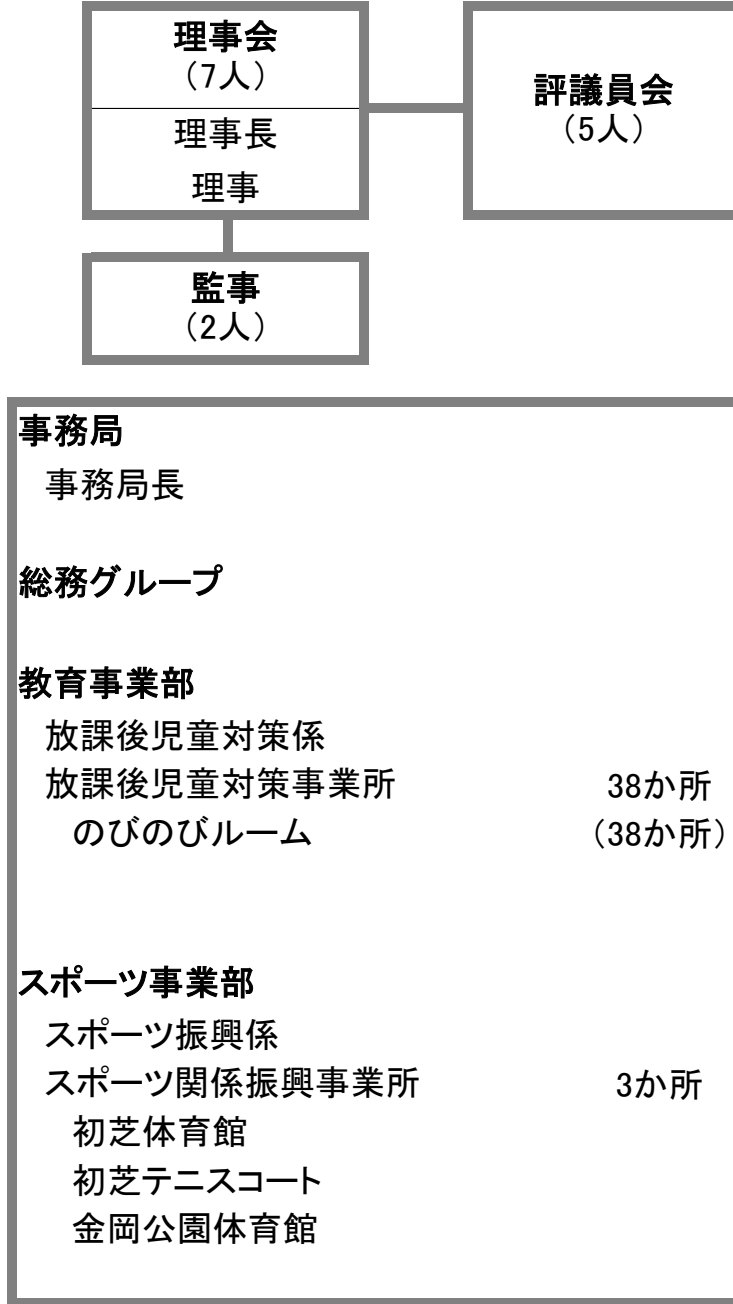 理事会
（7人）
理事長
理事
評議員会
（5人）
監事
（2人）
事務局
事務局長
総務グループ
教育事業部
放課後児童対策係
放課後児童対策事業所 38か所
のびのびルーム （38か所）
スポーツ事業部
スポーツ振興係
スポーツ関係振興事業所 3か所
初芝体育館
初芝テニスコート
金岡公園体育館